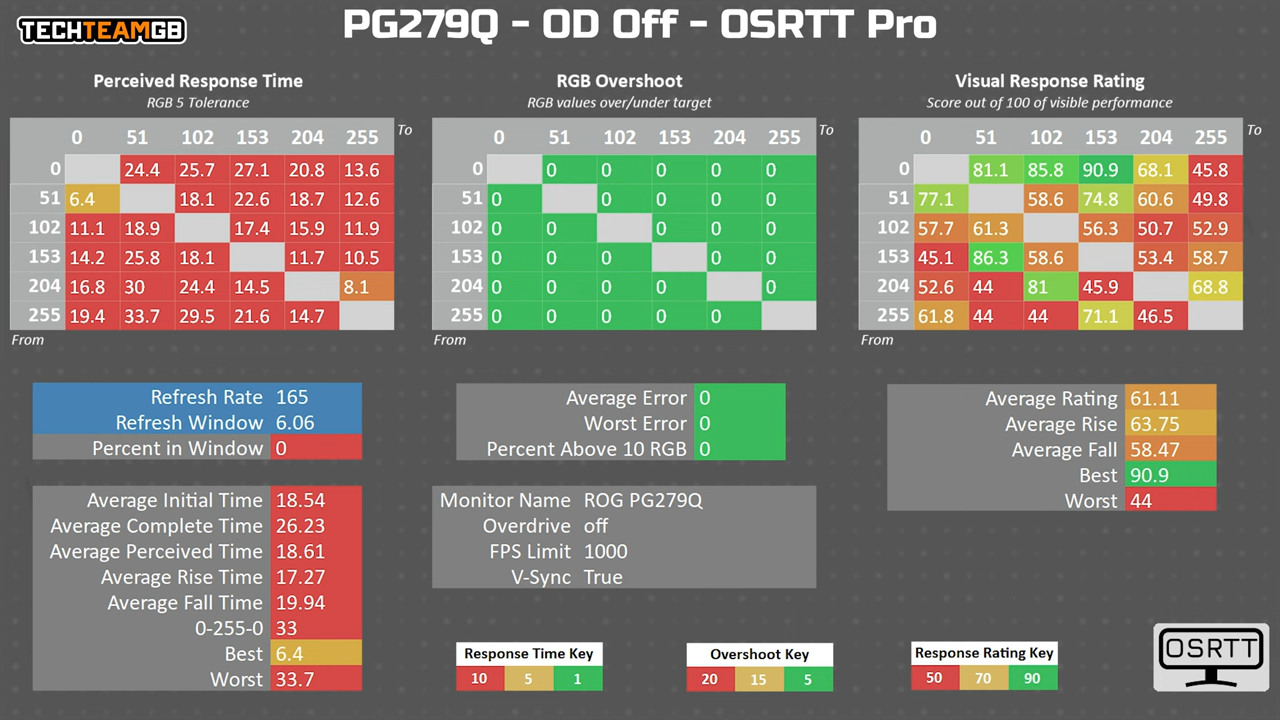 TECHTEAMGB
PG279Q - OD Off - OSRTT Pro
Perceived Response Time
RGB 5 Tolerance
To
0 51 102 153 204 255
0 24.4 25.7 27.1 20.8 13.6
51 6.4 18.1 22.6 18.7 12.6
102 11.1 18.9 17.4 15.9 11.9
153 14.2 25.8 18.1 11.7 10.5
204 16.8 30 24.4 14.5 8.1
255 19.4 33.7 29.5 21.6 14.7
From
RGB Overshoot
RGB values over/under target
To
0 51 102 153 204 255
0 0 0 0 0 0
51 0 0 0 0 0
102 0 0 0 0 0
153 0 0 0 0 0
204 0 0 0 0 0
255 0 0 0 0 0
From
Visual Response Rating
Score out of 100 of visible performance
To
0 51 102 153 204 255
0 81.1 85.8 90.9 68.1 45.8
51 77.1 58.6 74.8 60.6 49.8
102 57.7 61.3 56.3 50.7 52.9
153 45.1 86.3 58.6 53.4 58.7
204 52.6 44 81 45.9 68.8
255 61.8 44 44 71.1 46.5
From
Refresh Rate 165
Refresh Window 6.06
Percent in Window 0
Average Initial Time 18.54
Average Complete Time 26.23
Average Perceived Time 18.61
Average Rise Time 17.27
Average Fall Time 19.94
0-255-0 33
Best 6.4
Worst 33.7
Average Error 0
Worst Error 0
Percent Above 10 RGB 0
Monitor Name ROG PG279Q
Overdrive off
FPS Limit 1000
V-Sync True
Average Rating 61.11
Average Rise 63.75
Average Fall 58.47
Best 90.9
Worst 44
Response Time Key
10 5 1
Overshoot Key
20 15 5
Response Rating Key
50 70 90
OSRTT